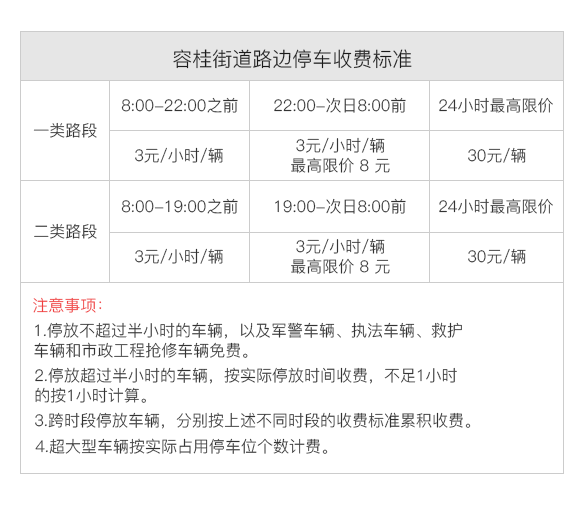 容桂街道路边停车收费标准
一类路段
8:00-22:00之前
22:00-次日8:00前
24小时最高限价
3元/小时/辆
3元/小时/辆
最高限价 8 元
30元/辆
二类路段
8:00-19:00之前
19:00-次日8:00前
24小时最高限价
3元/小时/辆
3元/小时/辆
最高限价 8 元
30元/辆
注意事项:
1.停放不超过半小时的车辆，以及军警车辆、执法车辆、救护
车辆和市政工程抢修车辆免费。
2.停放超过半小时的车辆，按实际停放时间收费，不足1小时
的按1小时计算。
3.跨时段停放车辆，分别按上述不同时段的收费标准累积收费。
4.超大型车辆按实际占用停车位个数计费。